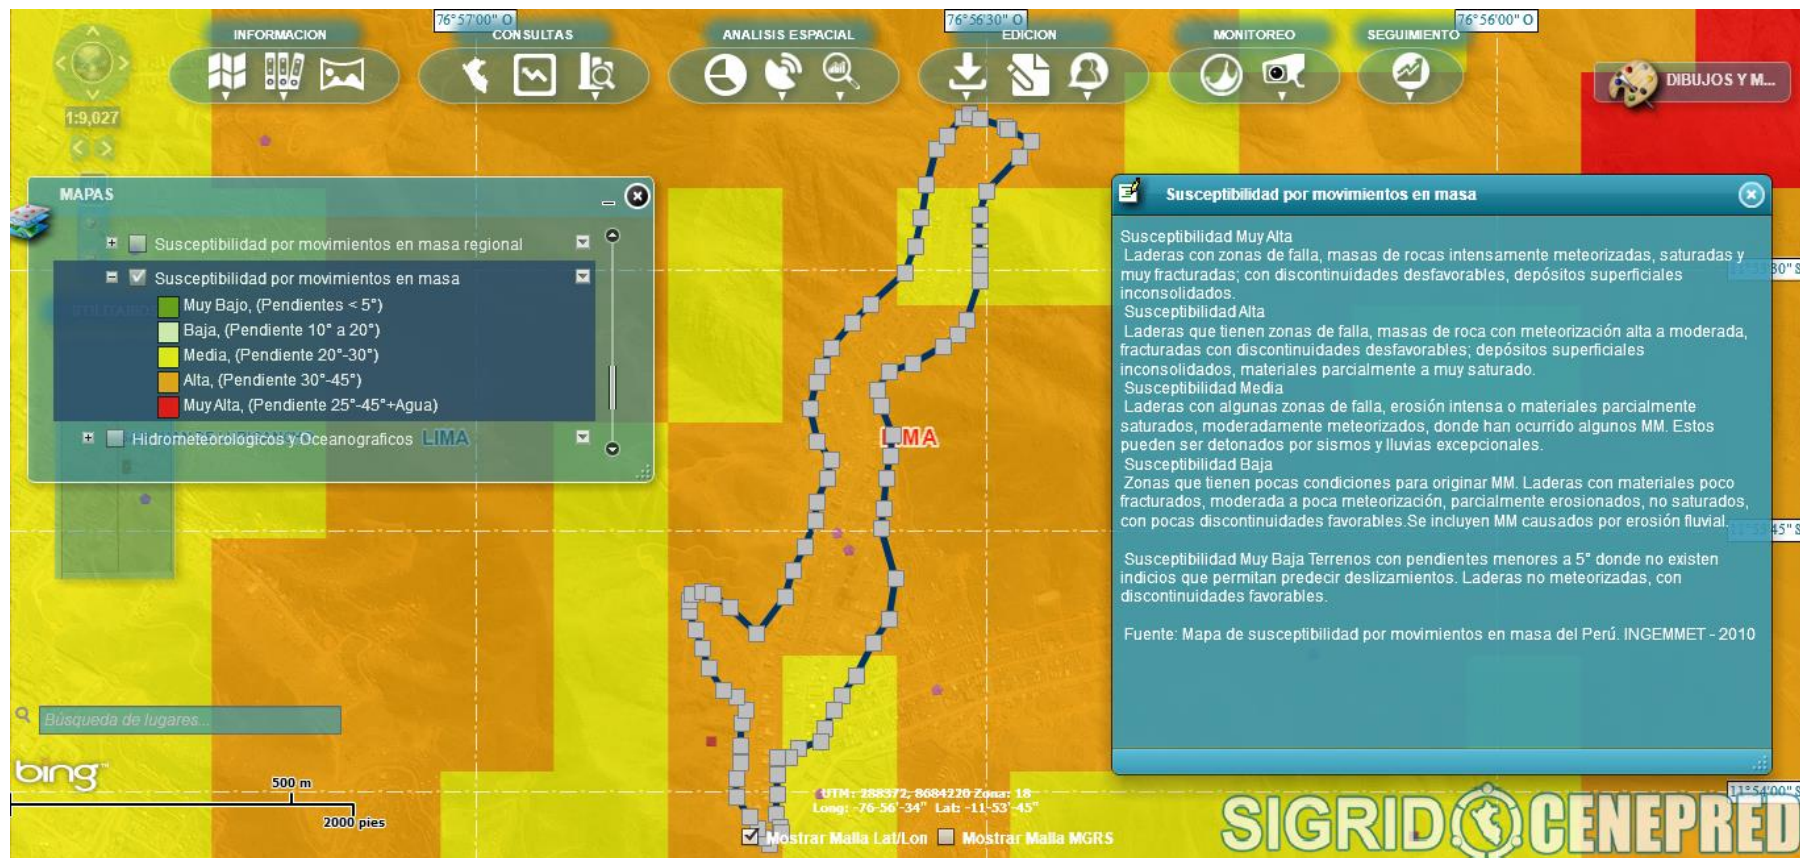 76°57'00" O
76°56'30" O
76°56'00" O
INFORMACION
CONSULTAS
ANALISIS ESPACIAL
EDICION
MONITOREO
SEGUIMIENTO
1:9,027
DIBUJOS Y M...
MAPAS
Susceptibilidad por movimientos en masa regional
Susceptibilidad por movimientos en masa
Muy Bajo, (Pendientes < 5°)
Baja, (Pendiente 10° a 20°)
Media, (Pendiente 20°-30°)
Alta, (Pendiente 30°-45°)
Muy Alta, (Pendiente 25°-45°+Agua)
Hidrometeorológicos y Oceanograficos
LIMA
LIMA
Susceptibilidad por movimientos en masa
Susceptibilidad Muy Alta
Laderas con zonas de falla, masas de rocas intensamente meteorizadas, saturadas y
muy fracturadas; con discontinuidades desfavorables, depósitos superficiales
inconsolidados.
Susceptibilidad Alta
Laderas que tienen zonas de falla, masas de roca con meteorización alta a moderada,
fracturadas con discontinuidades desfavorables; depósitos superficiales
inconsolidados, materiales parcialmente a muy saturado.
Susceptibilidad Media
Laderas con algunas zonas de falla, erosión intensa o materiales parcialmente
saturados, moderadamente meteorizados, donde han ocurrido algunos MM. Estos
pueden ser detonados por sismos y lluvias excepcionales.
Susceptibilidad Baja
Zonas que tienen pocas condiciones para originar MM. Laderas con materiales poco
fracturados, moderada a poca meteorización, parcialmente erosionados, no saturados,
con pocas discontinuidades favorables.Se incluyen MM causados por erosión fluvial.
Susceptibilidad Muy Baja Terrenos con pendientes menores a 5° donde no existen
indicios que permitan predecir deslizamientos. Laderas no meteorizadas, con
discontinuidades favorables.
Fuente: Mapa de susceptibilidad por movimientos en masa del Perú. INGEMMET - 2010
30" S
45" S
11°54'00" S
Búsqueda de lugares...
bing
500 m
2000 pies
UTM: 288372, 8684220 Zona: 18
Long: -76-56'-34" Lat: -11-53'-45"
Mostrar Malla Lat/Lon
Mostrar Malla MGRS
SIGRID CENEPRED